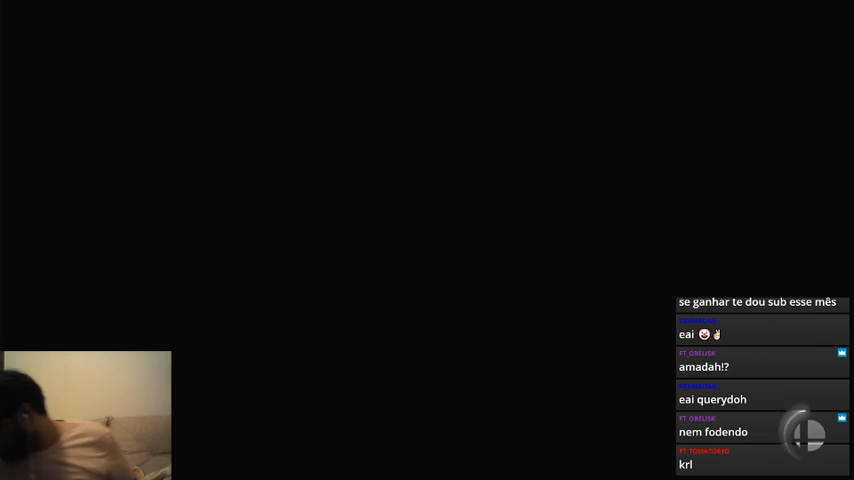 se ganhar te dou sub esse mês
eai 🤡✌🏻
FT_OBELISK
amadah!?
eai querydoh
FT_OBELISK
nem fodendo
FT_TOMATORED
krl